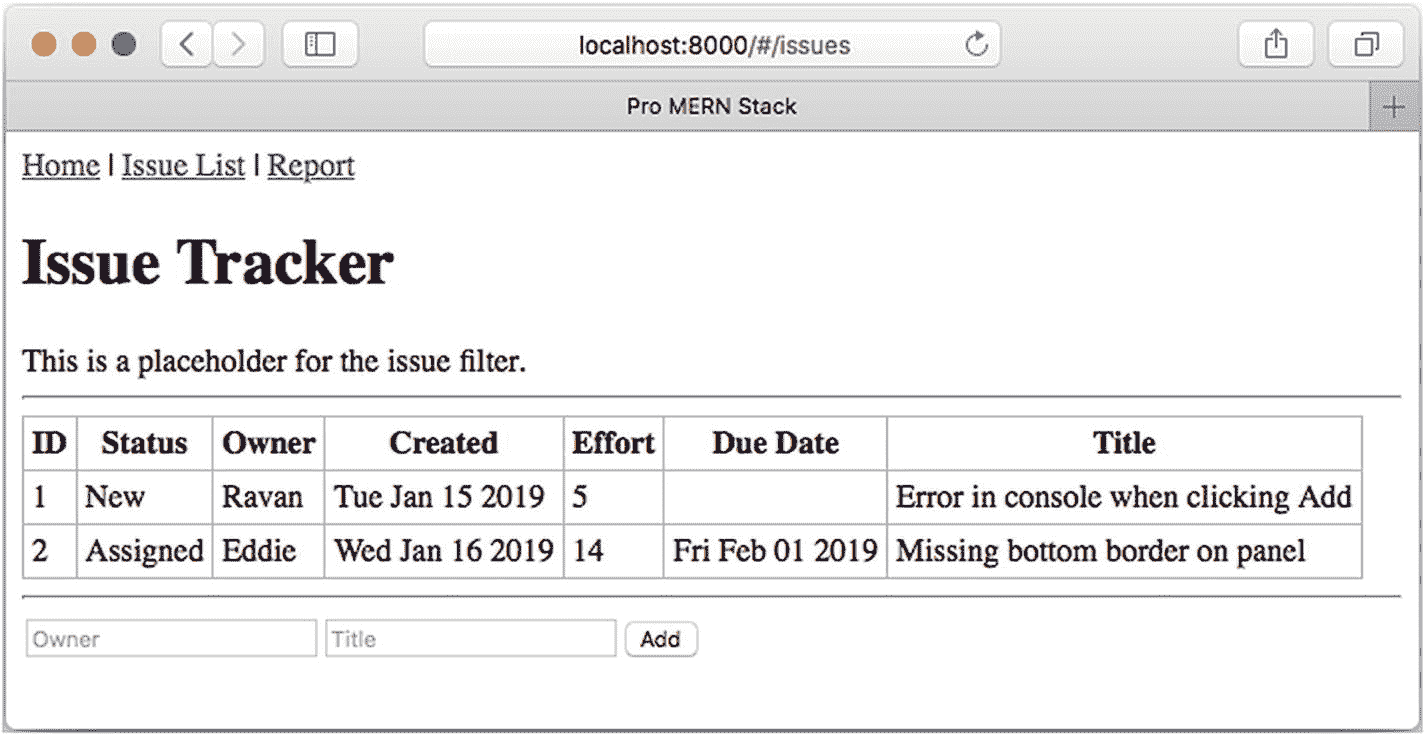 localhost:8000/#/issues
Pro MERN Stack
Home | Issue List | Report
Issue Tracker
This is a placeholder for the issue filter.
ID Status Owner Created Effort Due Date Title
1 New Ravan Tue Jan 15 2019 5 Error in console when clicking Add
2 Assigned Eddie Wed Jan 16 2019 14 Fri Feb 01 2019 Missing bottom border on panel
Owner Title Add